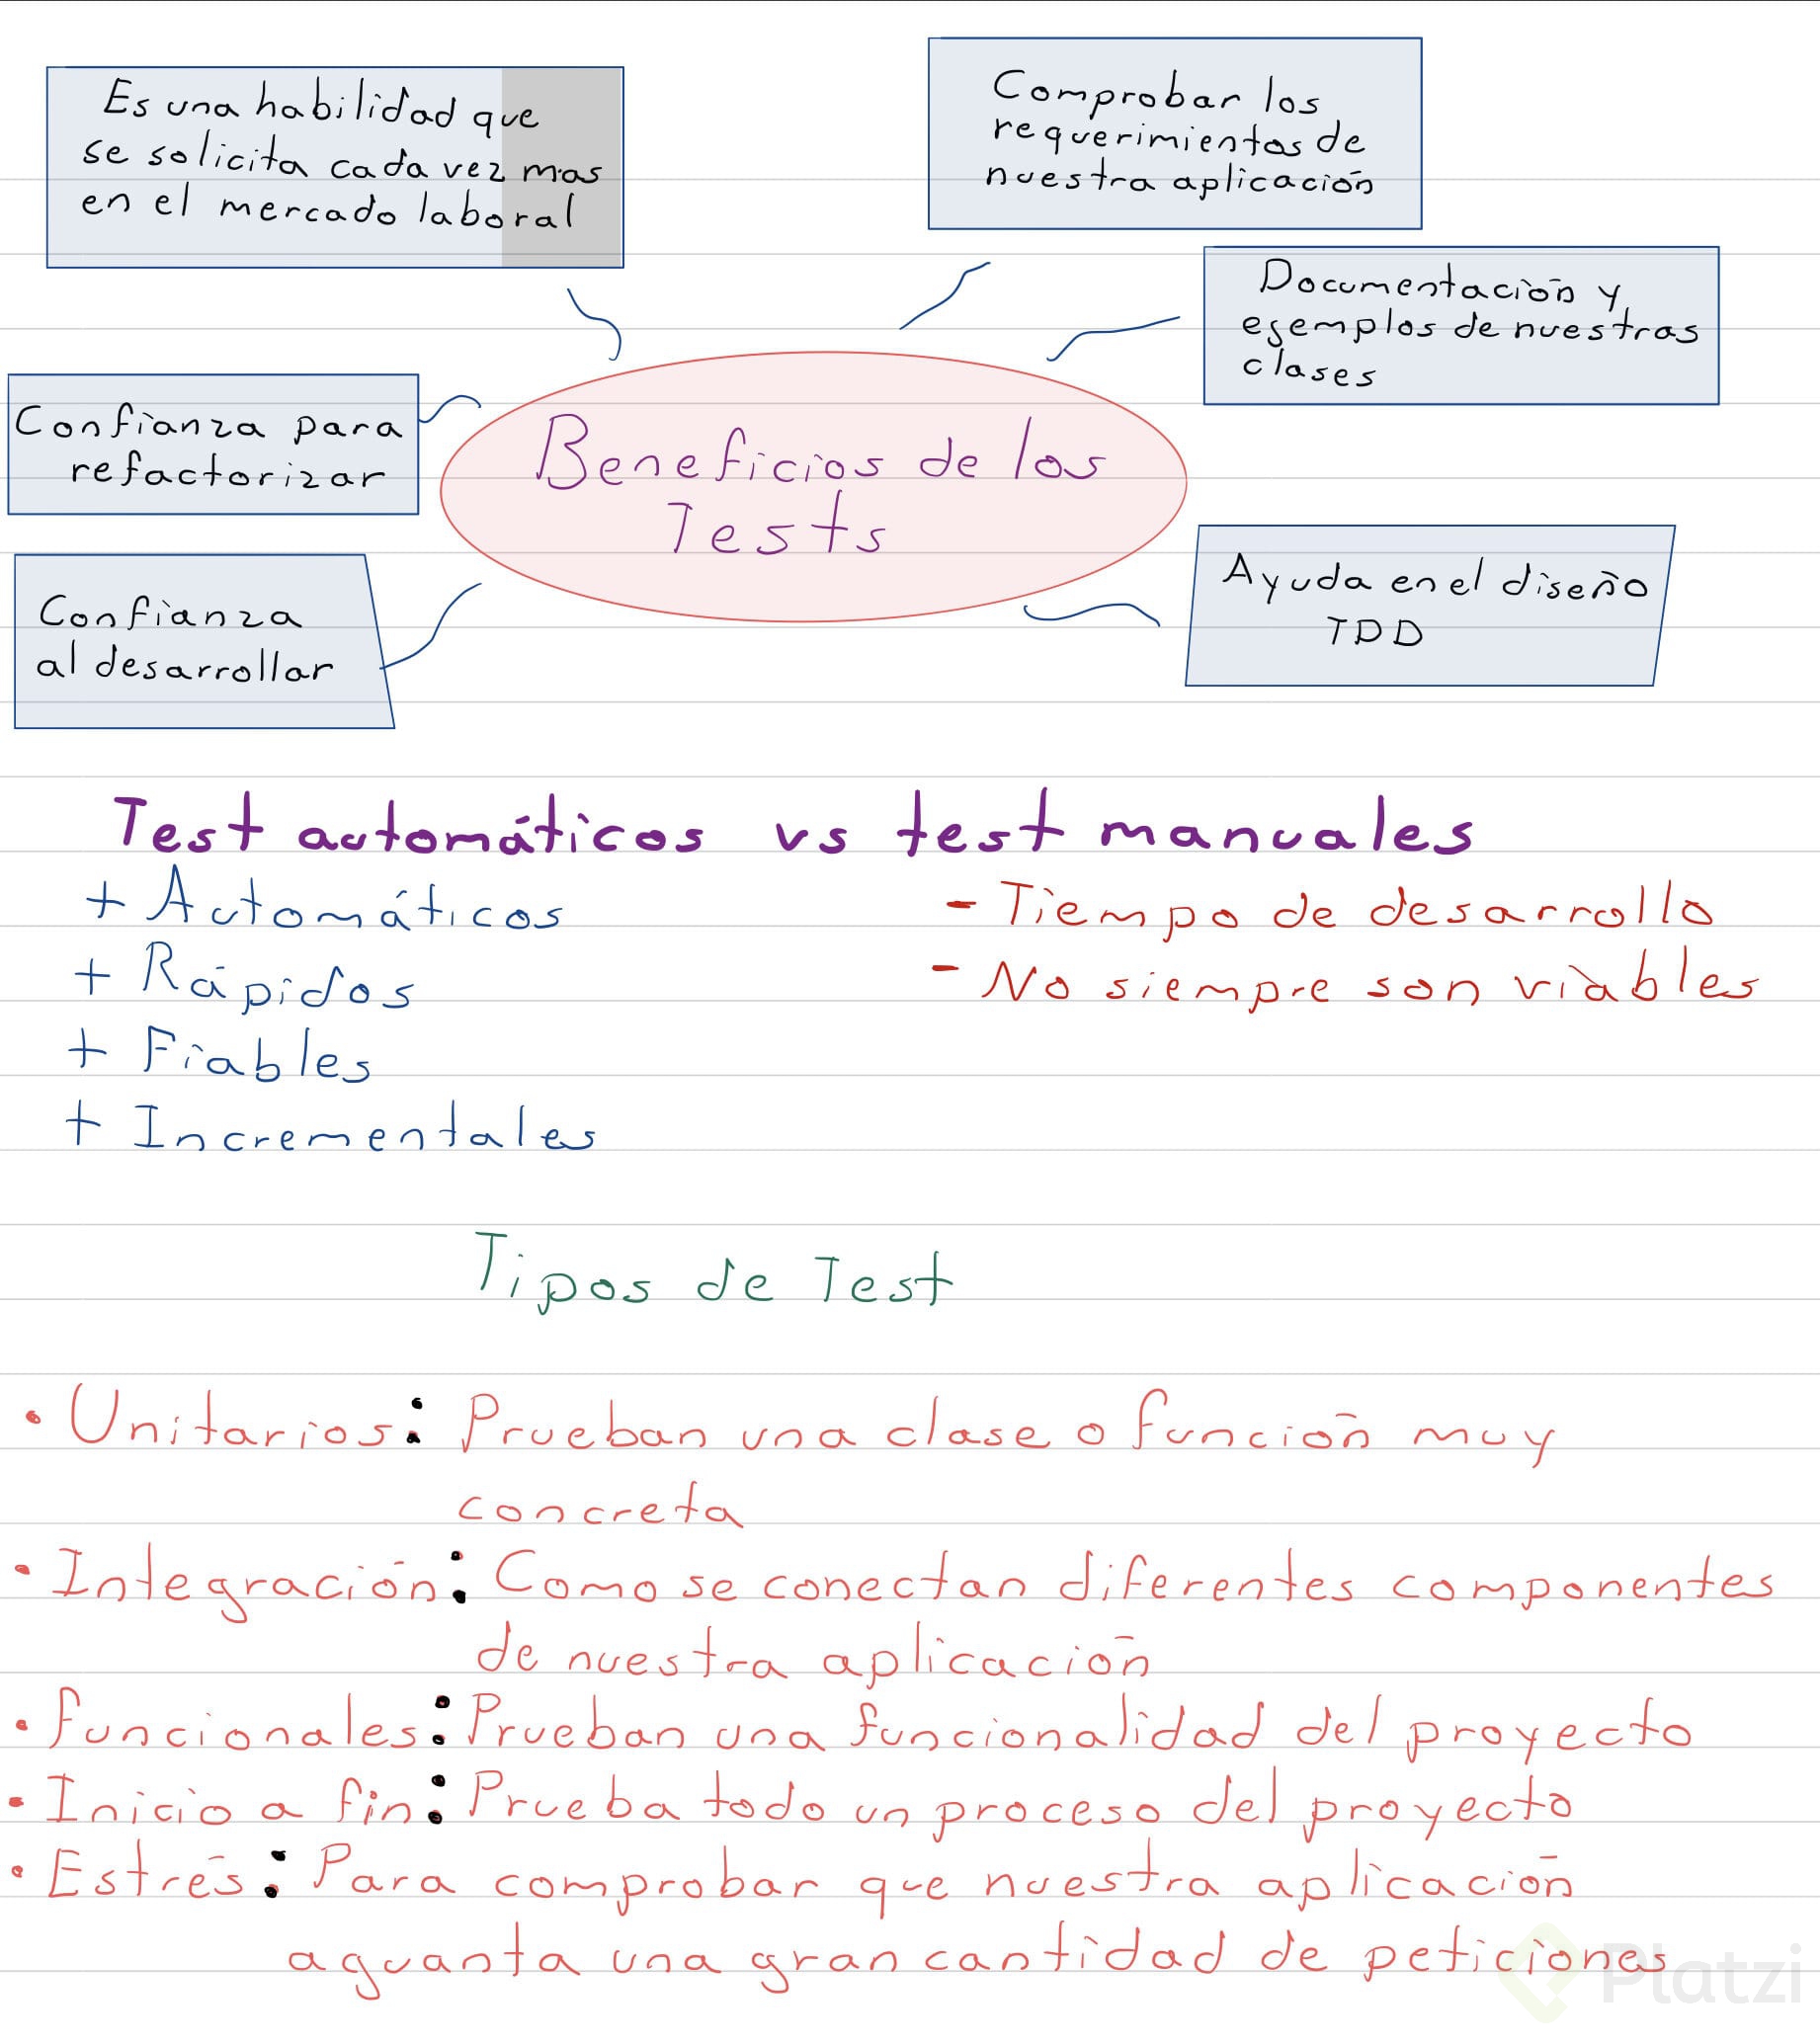 Es una habilidad que
se solicita cada vez mas
en el mercado laboral
Comprobar los
requerimientos de
nuestra aplicación
Documentación y
ejemplos de nuestras
clases
Confianza para
refactorizar
Beneficios de los
Tests
Confianza
al desarrollar
Ayuda en el diseño
TDD
Test automáticos vs test manuales
+ Automáticos
- Tiempo de desarrollo
+ Rápidos
- No siempre son viables
+ Fiables
+ Incrementales
Tipos de Test
• Unitarios: Prueban una clase o función muy
concreta
• Integración: Como se conectan diferentes componentes
de nuestra aplicación
• Funcionales: Prueban una funcionalidad del proyecto
• Inicio a fin: Prueba todo un proceso del proyecto
• Estrés: Para comprobar que nuestra aplicación
aguanta una gran cantidad de peticiones
Platzi